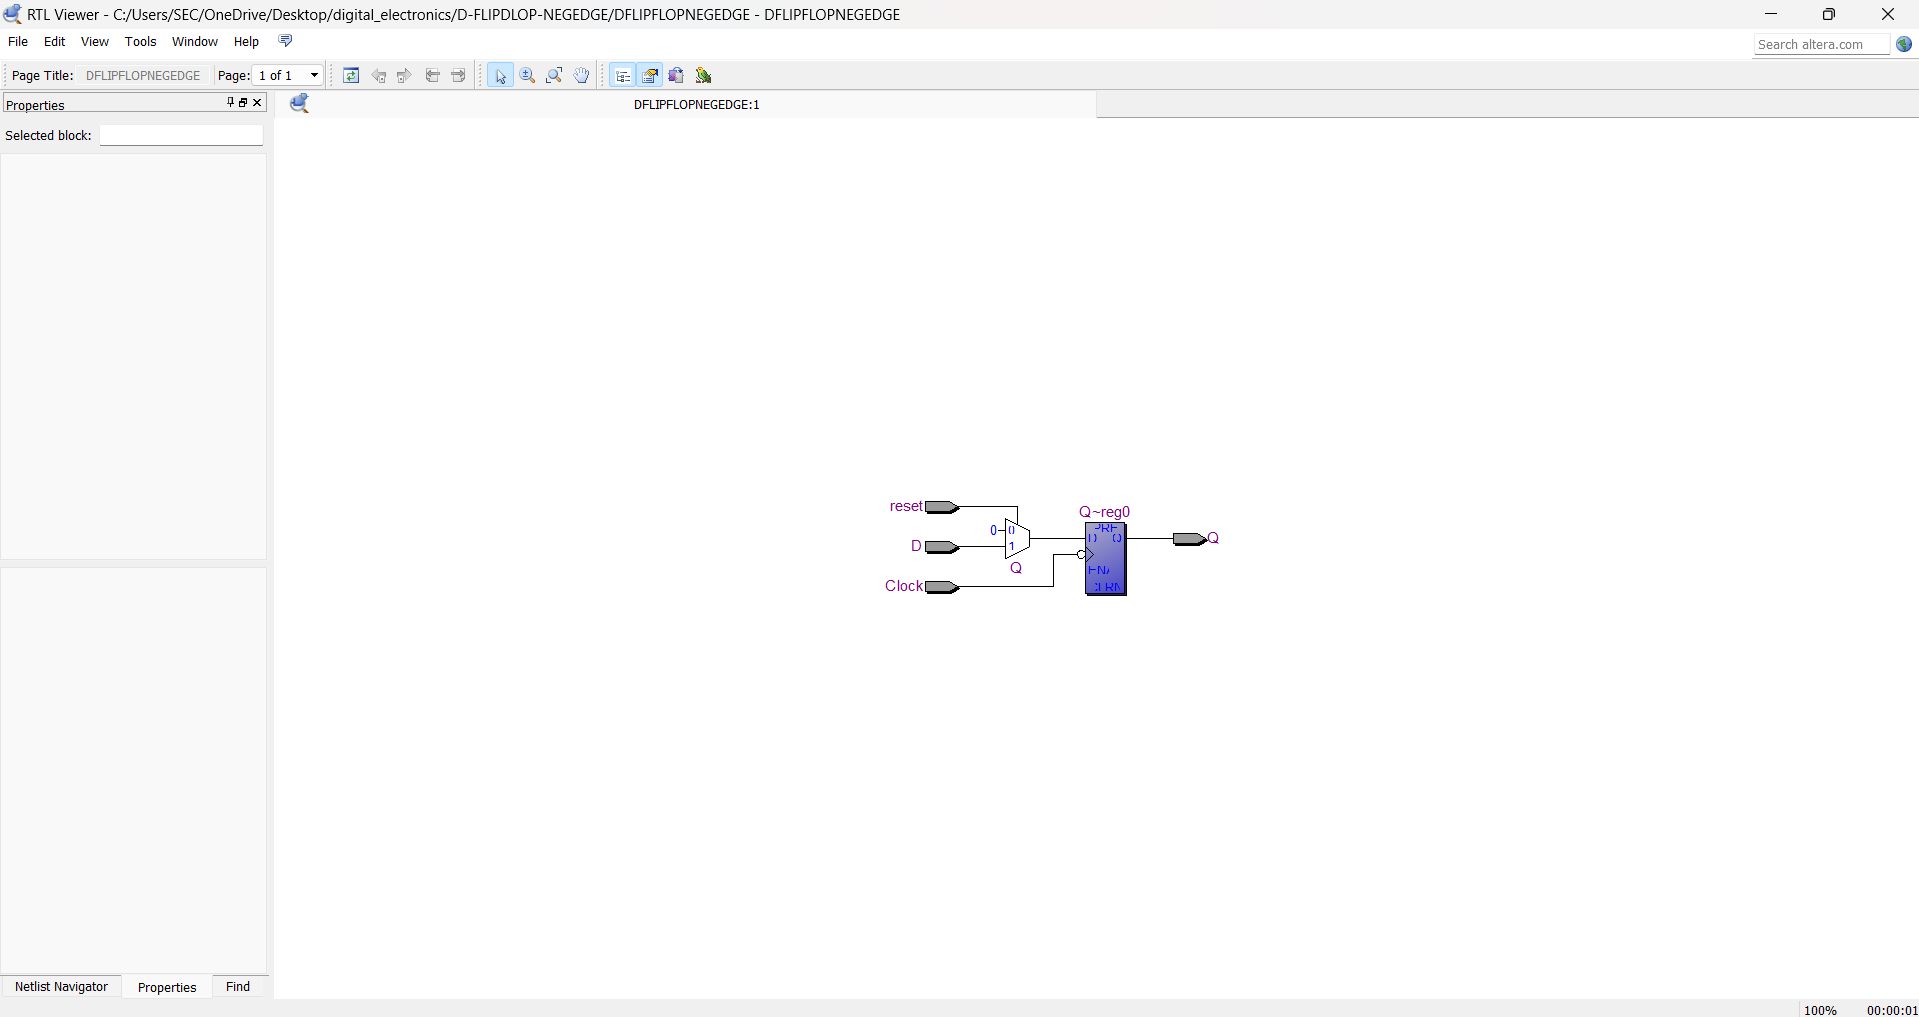 RTL Viewer - C:/Users/SEC/OneDrive/Desktop/digital_electronics/D-FLIPDLOP-NEGEDGE/DFLIPFLOPNEGEDGE - DFLIPFLOPNEGEDGE
File Edit View Tools Window Help
Search altera.com
Page Title: DFLIPFLOPNEGEDGE Page: 1 of 1
Properties
DFLIPFLOPNEGEDGE:1
Selected block:
reset
Q~reg0
0
0
D
1
Q
Clock
PRE
D Q
ENA
CLRN
Q
Netlist Navigator Properties Find
100% 00:00:01